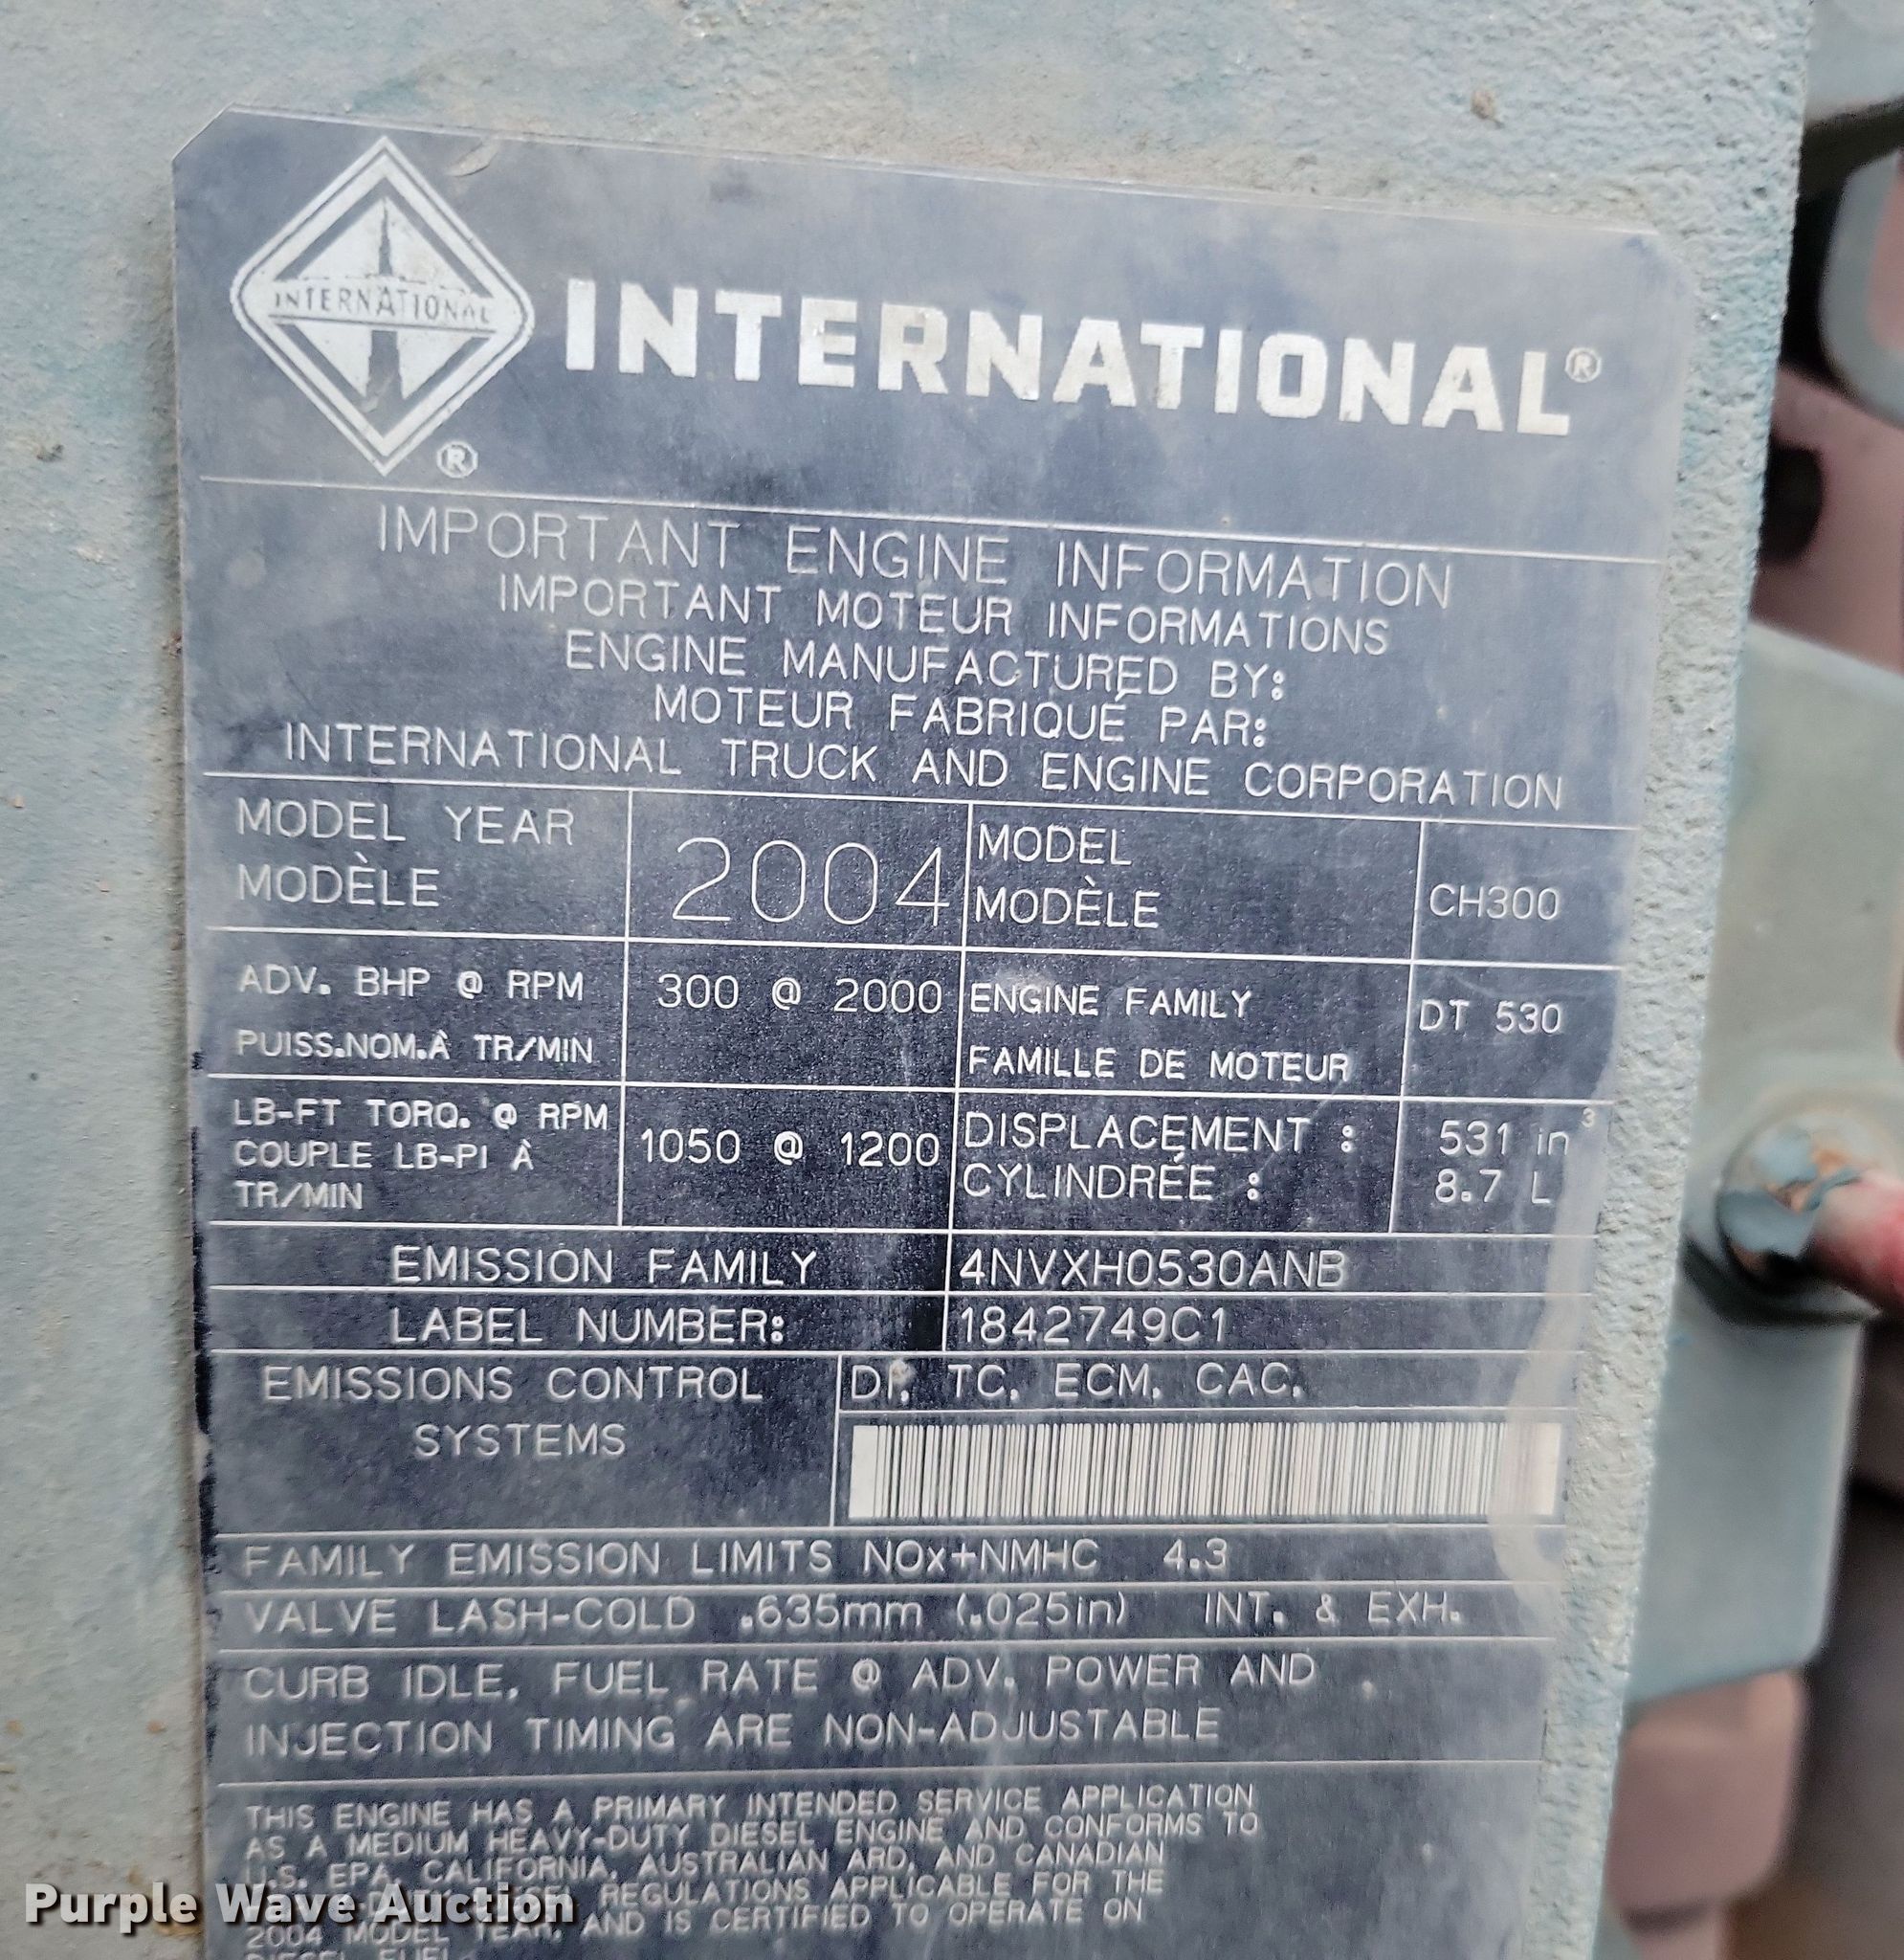 INTERNATIONAL
®
INTERNATIONAL®
IMPORTANT ENGINE INFORMATION
IMPORTANT MOTEUR INFORMATIONS
ENGINE MANUFACTURED BY:
MOTEUR FABRIQUÉ PAR:
INTERNATIONAL TRUCK AND ENGINE CORPORATION
MODEL YEAR
MODÈLE
2004
MODEL
MODÈLE
CH300
ADV. BHP @ RPM
PUISS.NOM.À TR/MIN
300 @ 2000
ENGINE FAMILY
FAMILLE DE MOTEUR
DT 530
LB-FT TORQ. @ RPM
COUPLE LB-PI À
TR/MIN
1050 @ 1200
DISPLACEMENT :
CYLINDRÉE :
531 in³
8.7 L
EMISSION FAMILY 4NVXH0530ANB
LABEL NUMBER: 1842749C1
EMISSIONS CONTROL
SYSTEMS
DI, TC, ECM, CAC,
FAMILY EMISSION LIMITS NOx+NMHC 4.3
VALVE LASH-COLD .635mm (.025in) INT. & EXH.
CURB IDLE, FUEL RATE @ ADV. POWER AND
INJECTION TIMING ARE NON-ADJUSTABLE
THIS ENGINE HAS A PRIMARY INTENDED SERVICE APPLICATION
AS A MEDIUM HEAVY-DUTY DIESEL ENGINE AND CONFORMS TO
U.S. EPA, CALIFORNIA, AUSTRALIAN ARD, AND CANADIAN
REGULATIONS APPLICABLE FOR THE
2004 MODEL YEAR, AND IS CERTIFIED TO OPERATE ON
DIESEL FUEL.
Purple Wave Auction